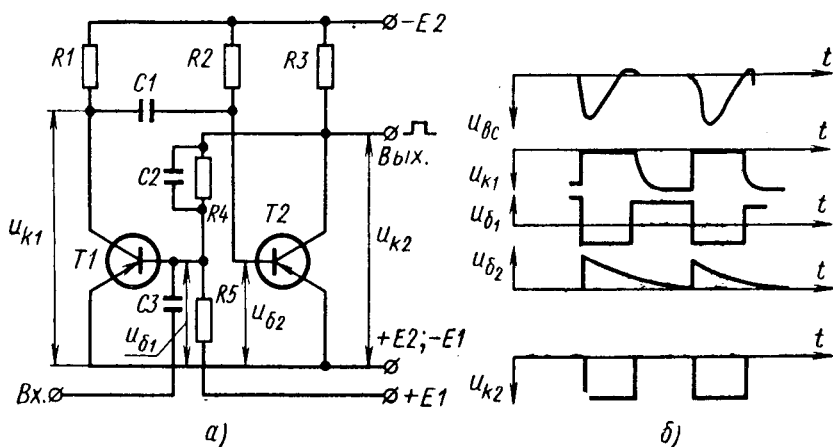 −E2
R1
R2
R3
C1
Вых.
C2
R4
T2
T1
C3
R5
uк1
uб1
uб2
uк2
+E2;−E1
Вх.
+E1
а)
t
uвс
t
uк1
uб1
t
uб2
t
t
uк2
б)